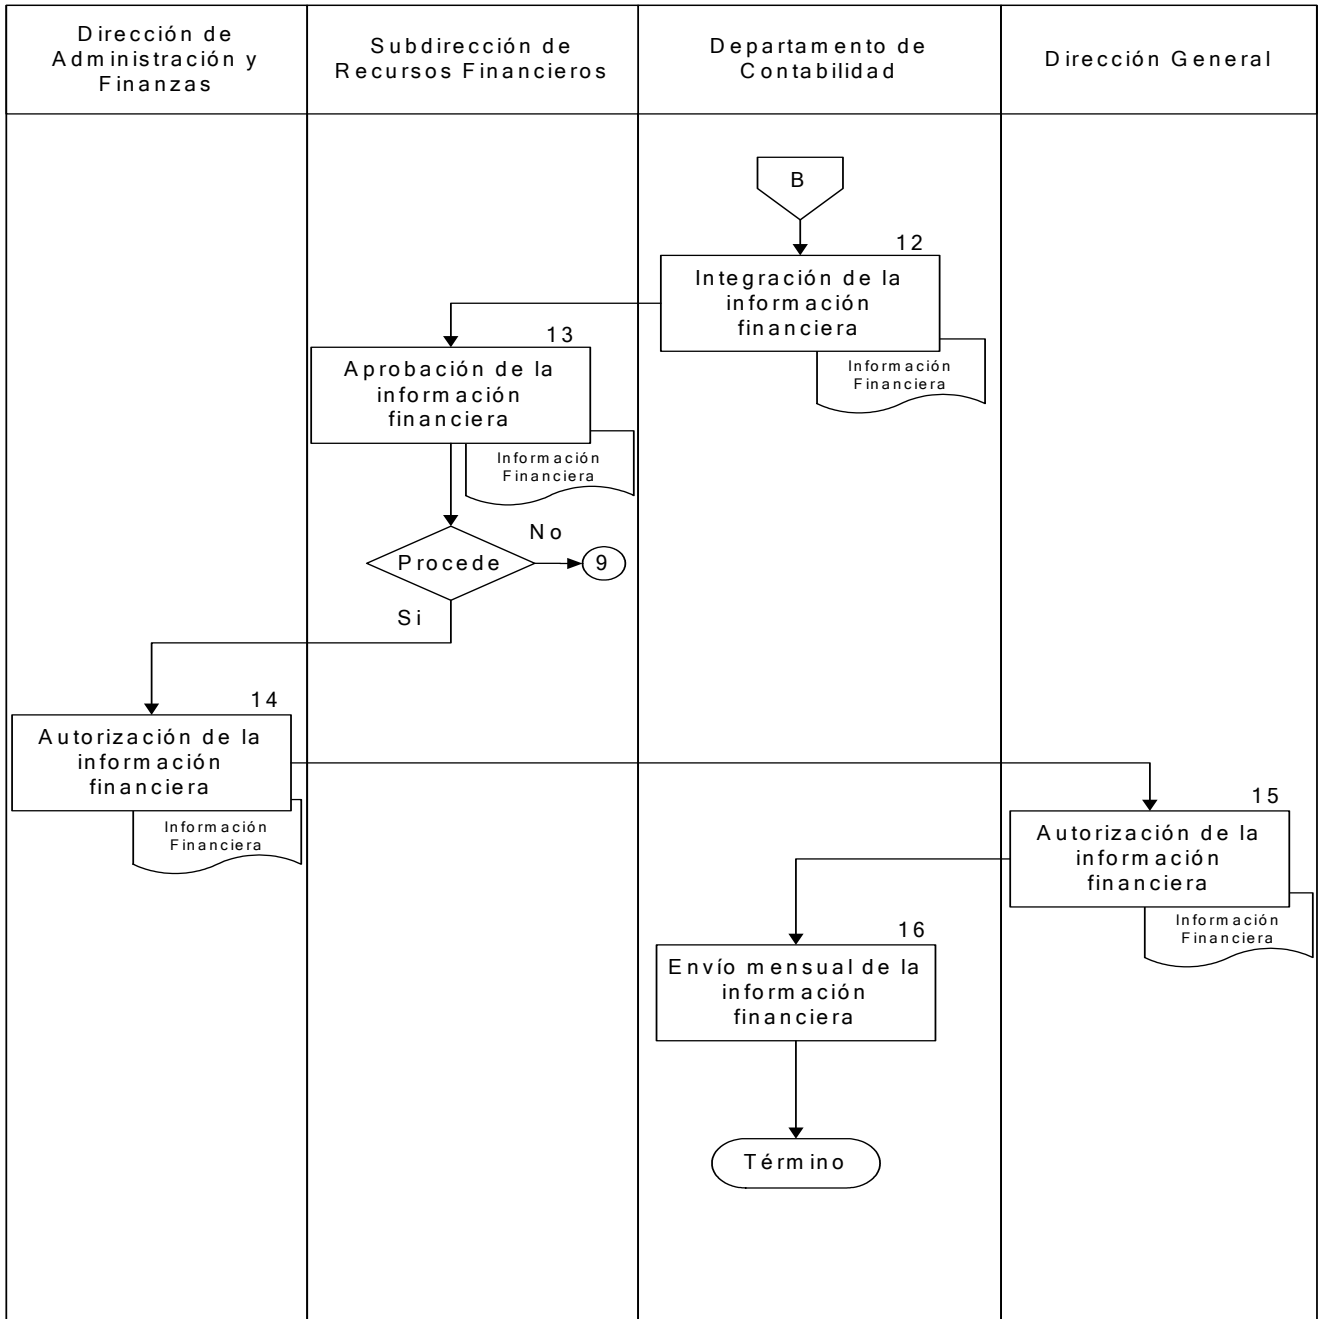 Dirección de
Administración y
Finanzas
Subdirección de
Recursos Financieros
Departamento de
Contabilidad
Dirección General
B
12
Integración de la
información
financiera
Información
Financiera
13
Aprobación de la
información
financiera
Información
Financiera
No
Procede
9
Si
14
Autorización de la
información
financiera
Información
Financiera
15
Autorización de la
información
financiera
Información
Financiera
16
Envío mensual de la
información
financiera
Término